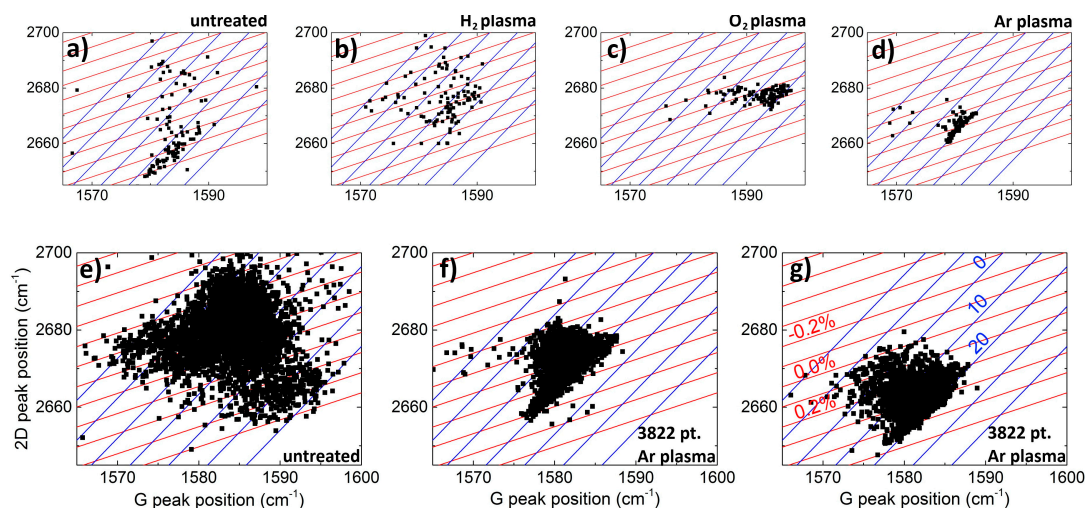 untreated
H₂ plasma
O₂ plasma
Ar plasma
2700
2680
2660
a)
1570
1590
2700
2680
2660
b)
1570
1590
2700
2680
2660
c)
1570
1590
2700
2680
2660
d)
1570
1590
2D peak position (cm⁻¹)
2700
2680
2660
e)
untreated
1570
1580
1590
1600
G peak position (cm⁻¹)
2700
2680
2660
f)
3822 pt.
Ar plasma
1570
1580
1590
1600
G peak position (cm⁻¹)
2700
2680
2660
g)
0
10
20
-0.2%
0.0%
0.2%
3822 pt.
Ar plasma
1570
1580
1590
1600
G peak position (cm⁻¹)